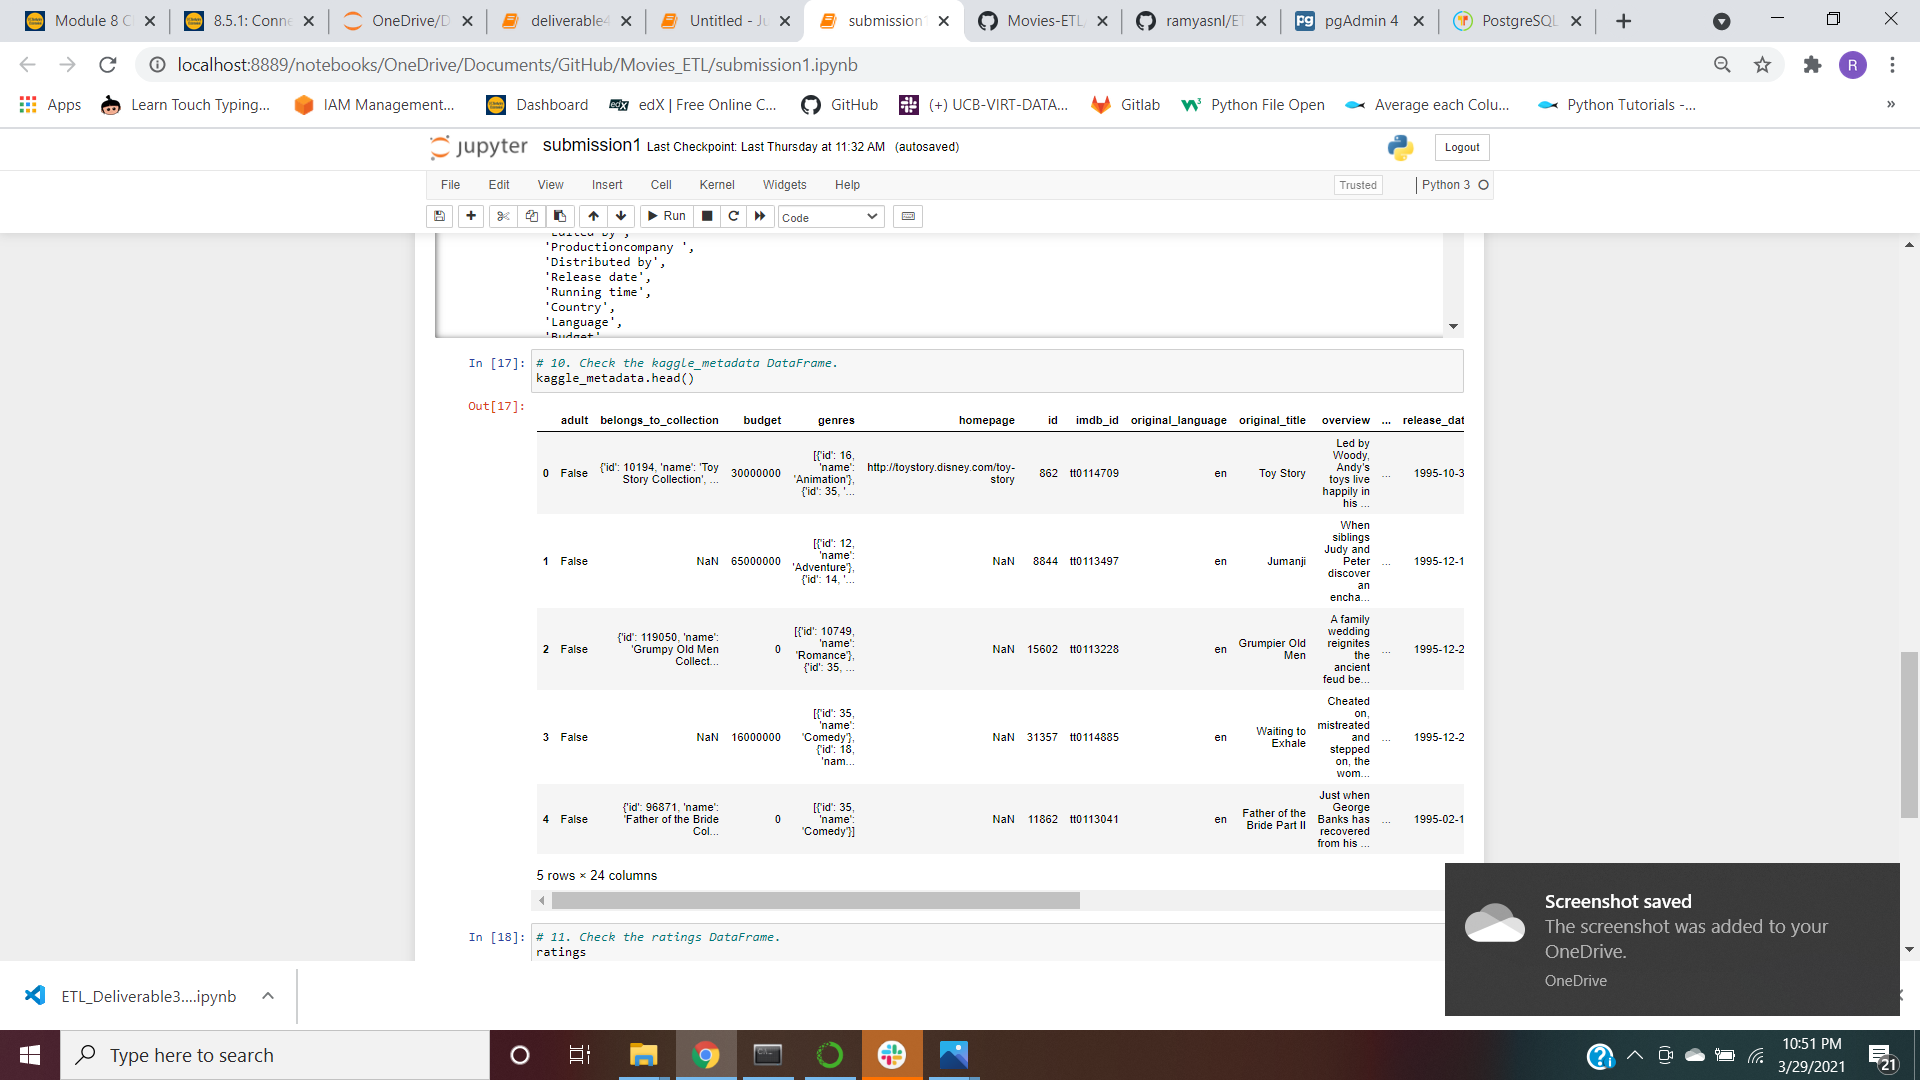 Module 8 C
8.5.1: Conne
OneDrive/D
deliverable4
Untitled - Ju
submission1
Movies-ETL
ramyasnl/ET
pgAdmin 4
PostgreSQL
localhost:8889/notebooks/OneDrive/Documents/GitHub/Movies_ETL/submission1.ipynb
R
Apps
Learn Touch Typing...
IAM Management...
Dashboard
edX | Free Online C...
GitHub
(+) UCB-VIRT-DATA...
Gitlab
Python File Open
Average each Colu...
Python Tutorials -...
»
jupyter submission1 Last Checkpoint: Last Thursday at 11:32 AM (autosaved)
Logout
File Edit View Insert Cell Kernel Widgets Help
Trusted
Python 3
Run
Code
'Edited by',
'Productioncompany ',
'Distributed by',
'Release date',
'Running time',
'Country',
'Language',
'Budget'
In [17]:
# 10. Check the kaggle_metadata DataFrame.
kaggle_metadata.head()
Out[17]:
adult belongs_to_collection budget genres homepage id imdb_id original_language original_title overview ... release_dat
0 False {'id': 10194, 'name': 'Toy Story Collection', ... 30000000 [{'id': 16, 'name': 'Animation'}, {'id': 35, '... http://toystory.disney.com/toy-story 862 tt0114709 en Toy Story Led by Woody, Andy's toys live happily in his ... ... 1995-10-3
1 False NaN 65000000 [{'id': 12, 'name': 'Adventure'}, {'id': 14, '... NaN 8844 tt0113497 en Jumanji When siblings Judy and Peter discover an encha... ... 1995-12-1
2 False {'id': 119050, 'name': 'Grumpy Old Men Collect... 0 [{'id': 10749, 'name': 'Romance'}, {'id': 35, ... NaN 15602 tt0113228 en Grumpier Old Men A family wedding reignites the ancient feud be... ... 1995-12-2
3 False NaN 16000000 [{'id': 35, 'name': 'Comedy'}, {'id': 18, 'nam... NaN 31357 tt0114885 en Waiting to Exhale Cheated on, mistreated and stepped on, the wom... ... 1995-12-2
4 False {'id': 96871, 'name': 'Father of the Bride Col... 0 [{'id': 35, 'name': 'Comedy'}] NaN 11862 tt0113041 en Father of the Bride Part II Just when George Banks has recovered from his ... ... 1995-02-1
5 rows × 24 columns
In [18]:
# 11. Check the ratings DataFrame.
ratings
Screenshot saved
The screenshot was added to your
OneDrive.
OneDrive
ETL_Deliverable3....ipynb
Type here to search
10:51 PM
3/29/2021
21